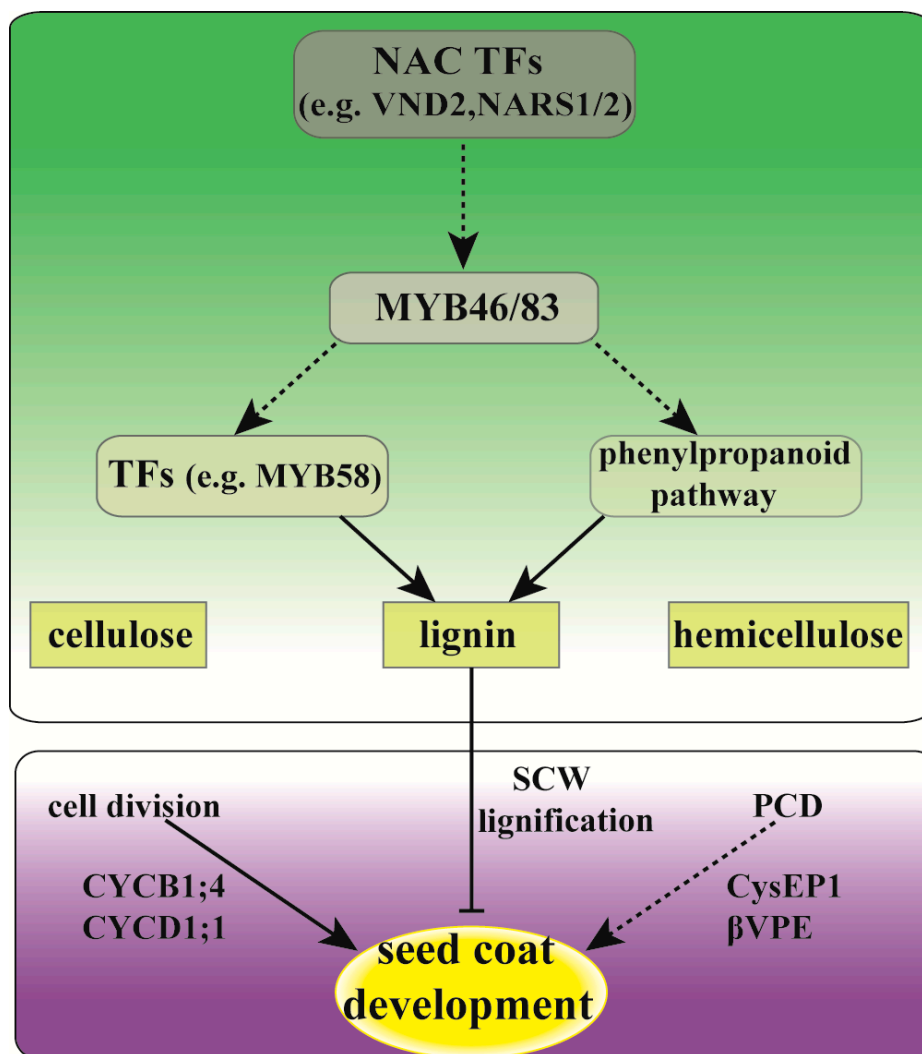 NAC TFs
(e.g. VND2,NARS1/2)
MYB46/83
TFs (e.g. MYB58)
phenylpropanoid
pathway
cellulose
lignin
hemicellulose
cell division
SCW
lignification
PCD
CYCB1;4
CYCD1;1
CysEP1
βVPE
seed coat
development